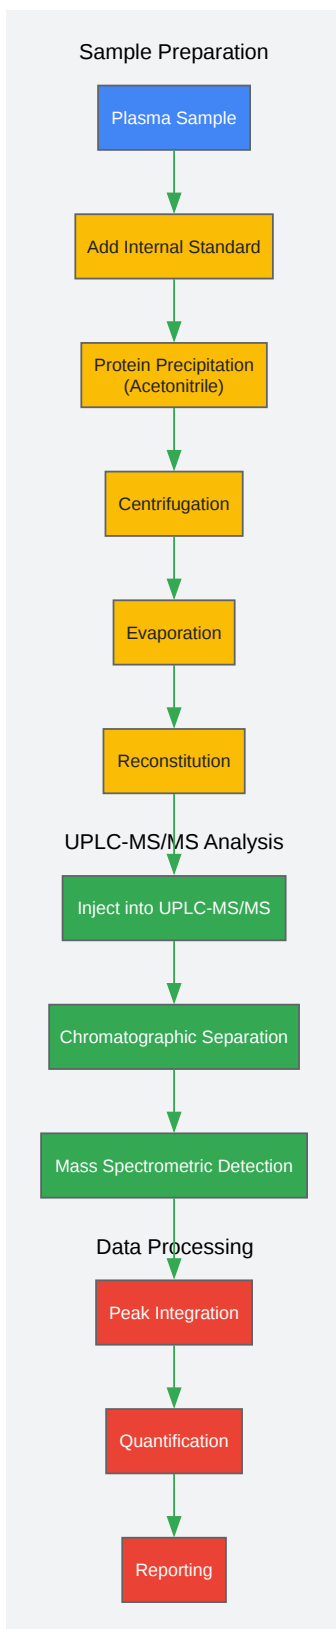 Sample Preparation
Plasma Sample
Add Internal Standard
Protein Precipitation
(Acetonitrile)
Centrifugation
Evaporation
Reconstitution
UPLC-MS/MS Analysis
Inject into UPLC-MS/MS
Chromatographic Separation
Mass Spectrometric Detection
Data Processing
Peak Integration
Quantification
Reporting